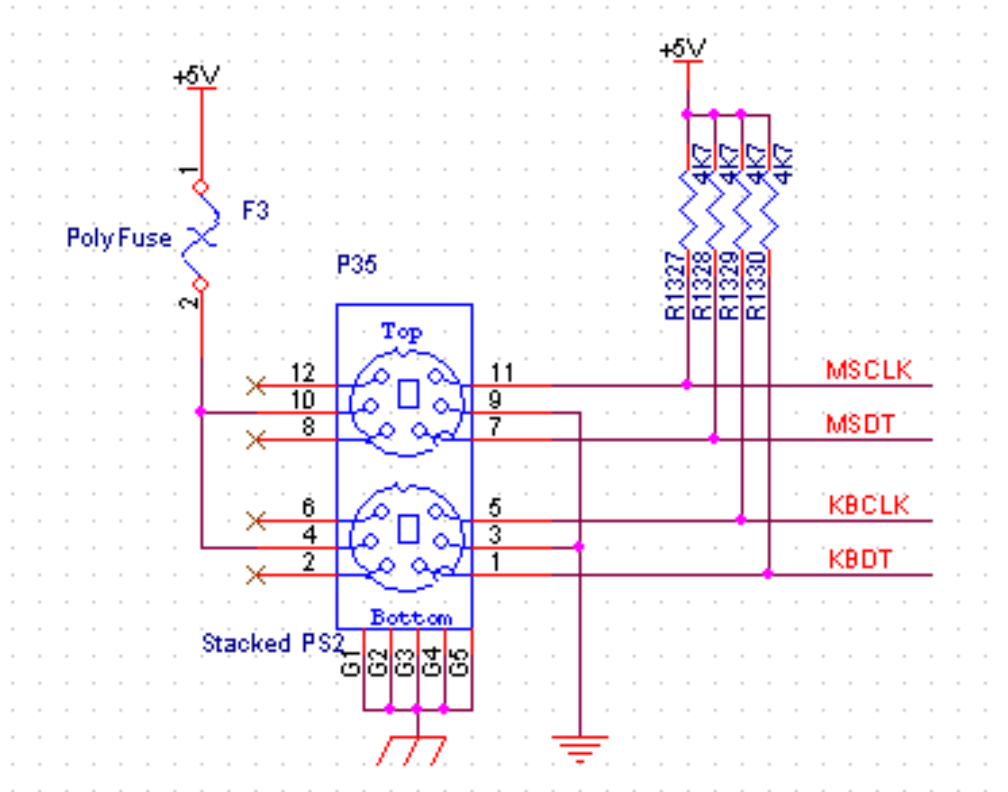 +5V
+5V
1
F3
PolyFuse
2
4K7
4K7
4K7
4K7
R1327
R1328
R1329
R1330
P35
Top
12
11
MSCLK
10
9
8
7
MSDT
6
5
KBCLK
4
3
2
1
KBDT
Bottom
Stacked PS2
G1
G2
G3
G4
G5